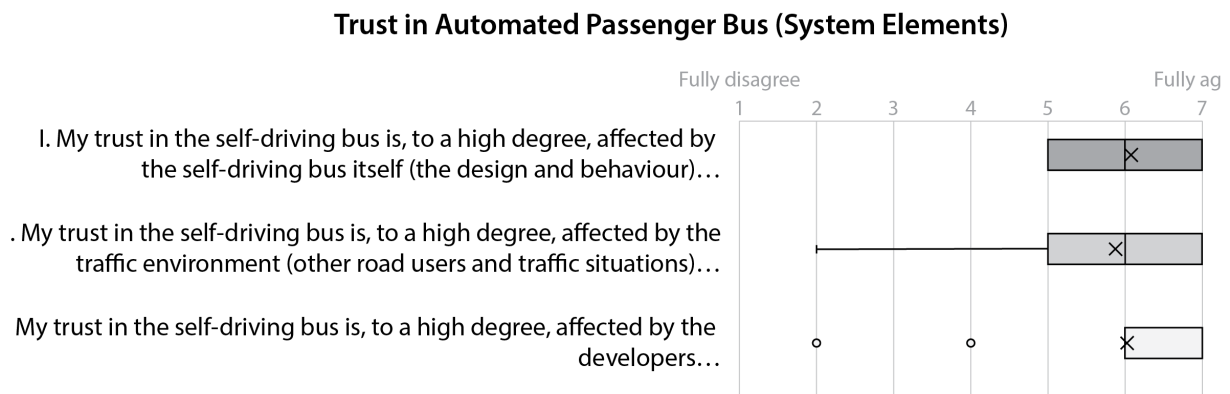 Trust in Automated Passenger Bus (System Elements)
Fully disagree Fully ag
1 2 3 4 5 6 7
I. My trust in the self-driving bus is, to a high degree, affected by
the self-driving bus itself (the design and behaviour)…
. My trust in the self-driving bus is, to a high degree, affected by the
traffic environment (other road users and traffic situations)…
My trust in the self-driving bus is, to a high degree, affected by the
developers…